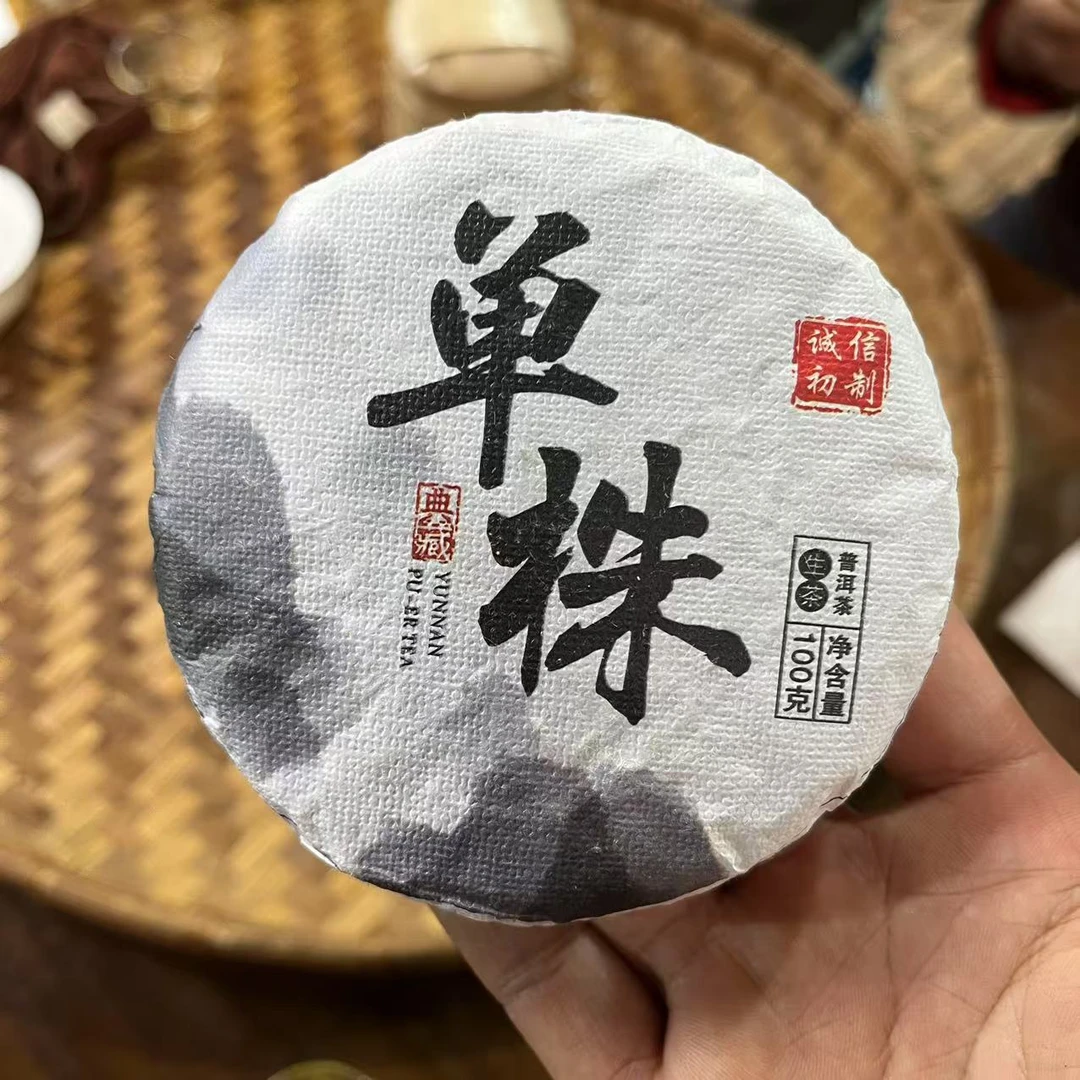 单株
典藏
YUNNAN
PU-ER TEA
诚信
初制
普洱茶
生茶
净含量
100克